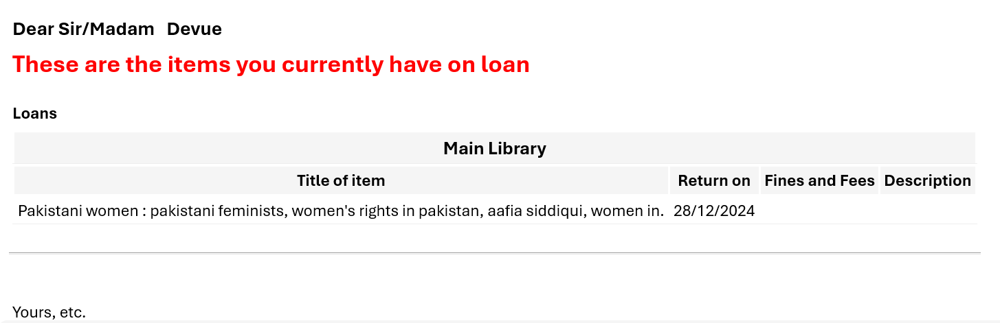 Dear Sir/Madam Devue
These are the items you currently have on loan
Loans
Main Library
Title of item Return on Fines and Fees Description
Pakistani women : pakistani feminists, women's rights in pakistan, aafia siddiqui, women in. 28/12/2024
Yours, etc.